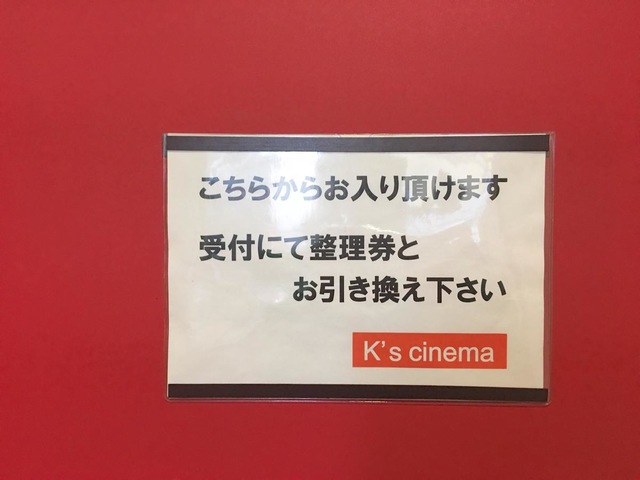 こちらからお入り頂けます
受付にて整理券と
お引き換え下さい
K's cinema